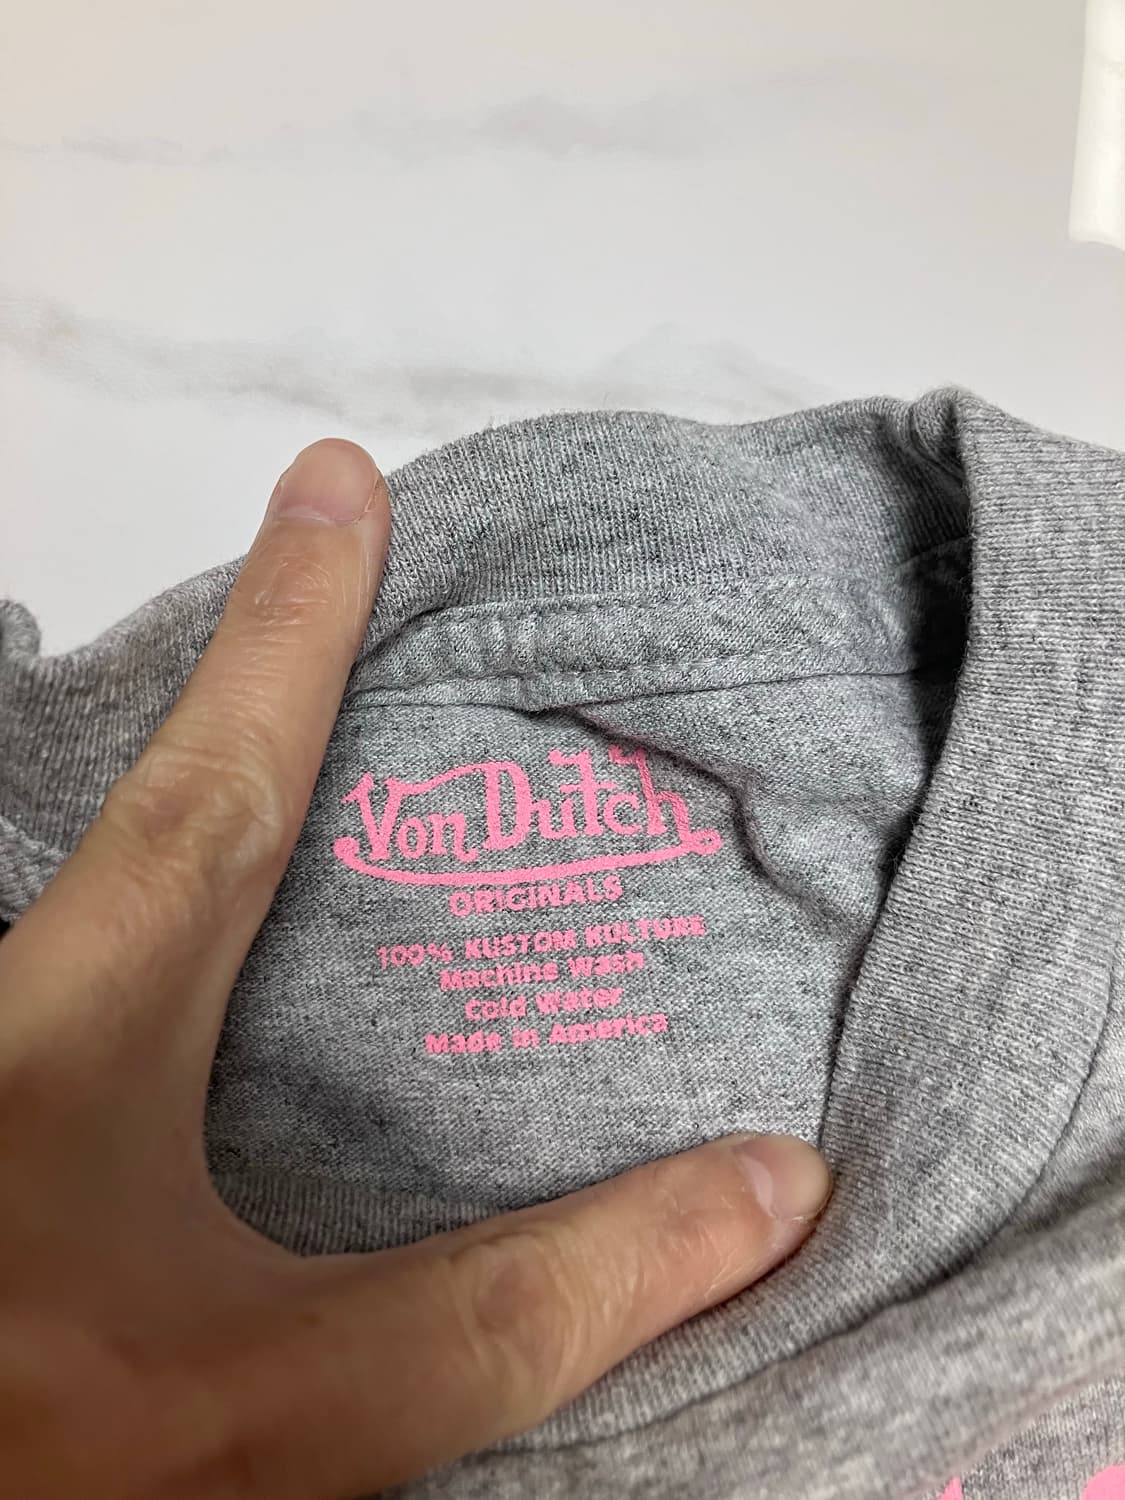 Von Dutch
ORIGINALS
100% KUSTOM KULTURE
Machine Wash
Cold Water
Made in America